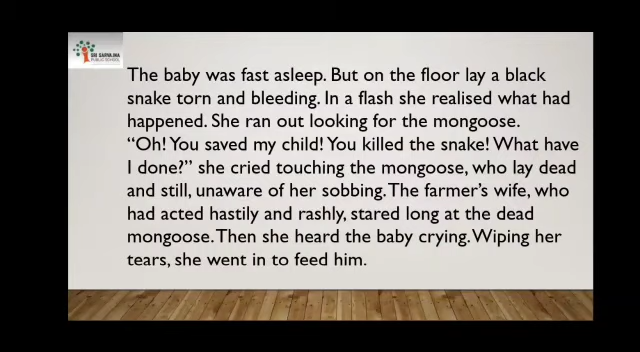 SRI SARVAJNA
PUBLIC SCHOOL
The baby was fast asleep. But on the floor lay a black
snake torn and bleeding. In a flash she realised what had
happened. She ran out looking for the mongoose.
“Oh! You saved my child! You killed the snake! What have
I done?” she cried touching the mongoose, who lay dead
and still, unaware of her sobbing. The farmer’s wife, who
had acted hastily and rashly, stared long at the dead
mongoose. Then she heard the baby crying. Wiping her
tears, she went in to feed him.